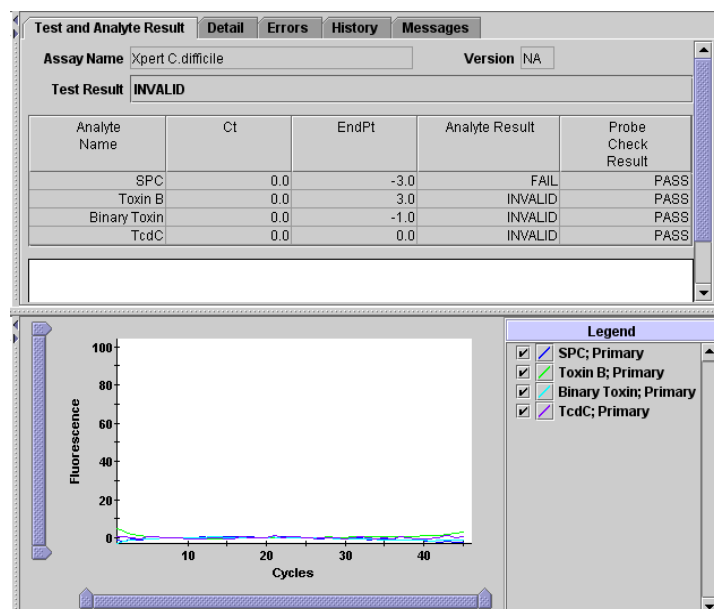 Test and Analyte Result Detail Errors History Messages
Assay Name Xpert C.difficile Version NA
Test Result INVALID
Analyte Name Ct EndPt Analyte Result Probe Check Result
SPC 0.0 -3.0 FAIL PASS
Toxin B 0.0 3.0 INVALID PASS
Binary Toxin 0.0 -1.0 INVALID PASS
TcdC 0.0 0.0 INVALID PASS
Legend
SPC; Primary
Toxin B; Primary
Binary Toxin; Primary
TcdC; Primary
Fluorescence
100
80
60
40
20
0
10 20 30 40
Cycles